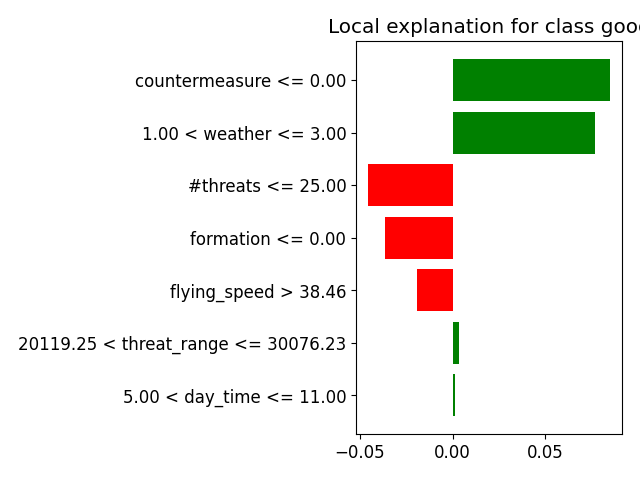 Local explanation for class good
countermeasure <= 0.00
1.00 < weather <= 3.00
#threats <= 25.00
formation <= 0.00
flying_speed > 38.46
20119.25 < threat_range <= 30076.23
5.00 < day_time <= 11.00
−0.05 0.00 0.05